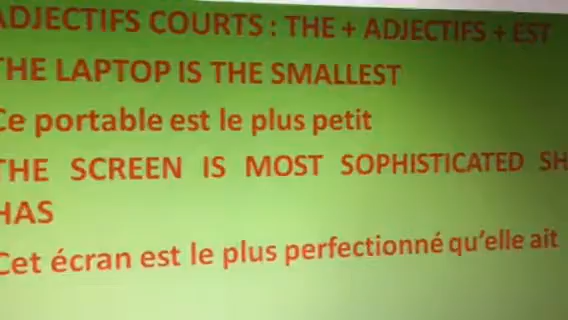 ADJECTIFS COURTS : THE + ADJECTIFS + EST
THE LAPTOP IS THE SMALLEST
Ce portable est le plus petit
THE SCREEN IS MOST SOPHISTICATED SH
HAS
Cet écran est le plus perfectionné qu'elle ait